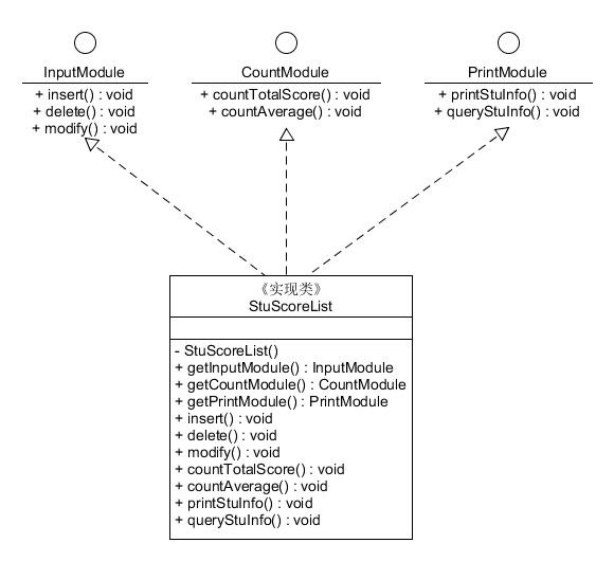 InputModule
+ insert() : void
+ delete() : void
+ modify() : void
CountModule
+ countTotalScore() : void
+ countAverage() : void
PrintModule
+ printStuInfo() : void
+ queryStuInfo() : void
《实现类》
StuScoreList
- StuScoreList()
+ getInputModule() : InputModule
+ getCountModule() : CountModule
+ getPrintModule() : PrintModule
+ insert() : void
+ delete() : void
+ modify() : void
+ countTotalScore() : void
+ countAverage() : void
+ printStuInfo() : void
+ queryStuInfo() : void